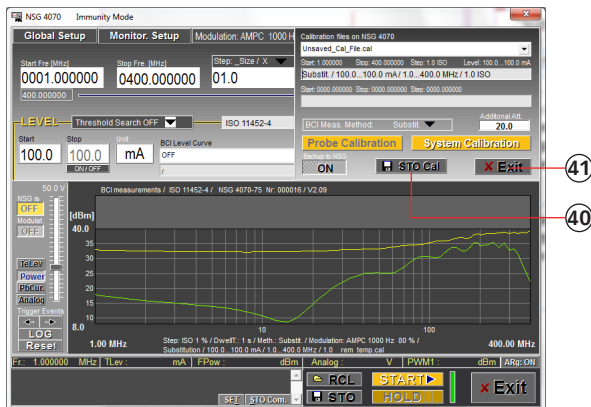 NSG 4070 Immunity Mode
Global Setup Monitor. Setup Modulation: AMPC 1000 H
Calibration files on NSG 4070
Unsaved_Cal_File.cal
Start: 1.000000 Stop: 400.000000 Step: 1.0 ISO Level: 100.0...100.0 mA
Substit. / 100.0...100.0 mA / 1.0...400.0 MHz / 1.0 ISO
Start: 0000.000000 Stop: 0000.000000 Step: 0000.000000
Start Fre [MHz] Stop Fre. [MHz] Step: _Size / X
0001.000000 0400.000000 01.0
400.000000
LEVEL Threshold Search OFF ISO 11452-4
BCI Meas. Method: Substit. Additonal Att. 20.0
Start Stop Unit BCI Level Curve
100.0 100.0 mA OFF
ON / OFF /
Probe Calibration System Calibration
Backup to NSG
ON STO Cal Exit
41
40
50.0 V BCI measurements / ISO 11452-4 / NSG 4070-75 Nr: 000016 / V2.09
NSG is
OFF
Modulat.
OFF
[dBm]
40.0
35
30
25
20
15
10
8.0
TeLev
Power
PbCur.
Analog
Trigger Events
LOG
Reset
10 100
1.00 MHz 400.00 MHz
Step: ISO 1 % / DwellT.: 1 s / Meth.: Substit. / Modulation: AMPC 1000 Hz 80 % /
Substitution / 100.0...100.0 mA / 1.0...400.0 MHz / 1.0 rem temp.cal
Fr.: 1.000000 MHz TLev: mA FPow: dBm Analog: V PWM1: dBm ARq: ON
SET STO Com.
RCL START
STO HOLD
Exit